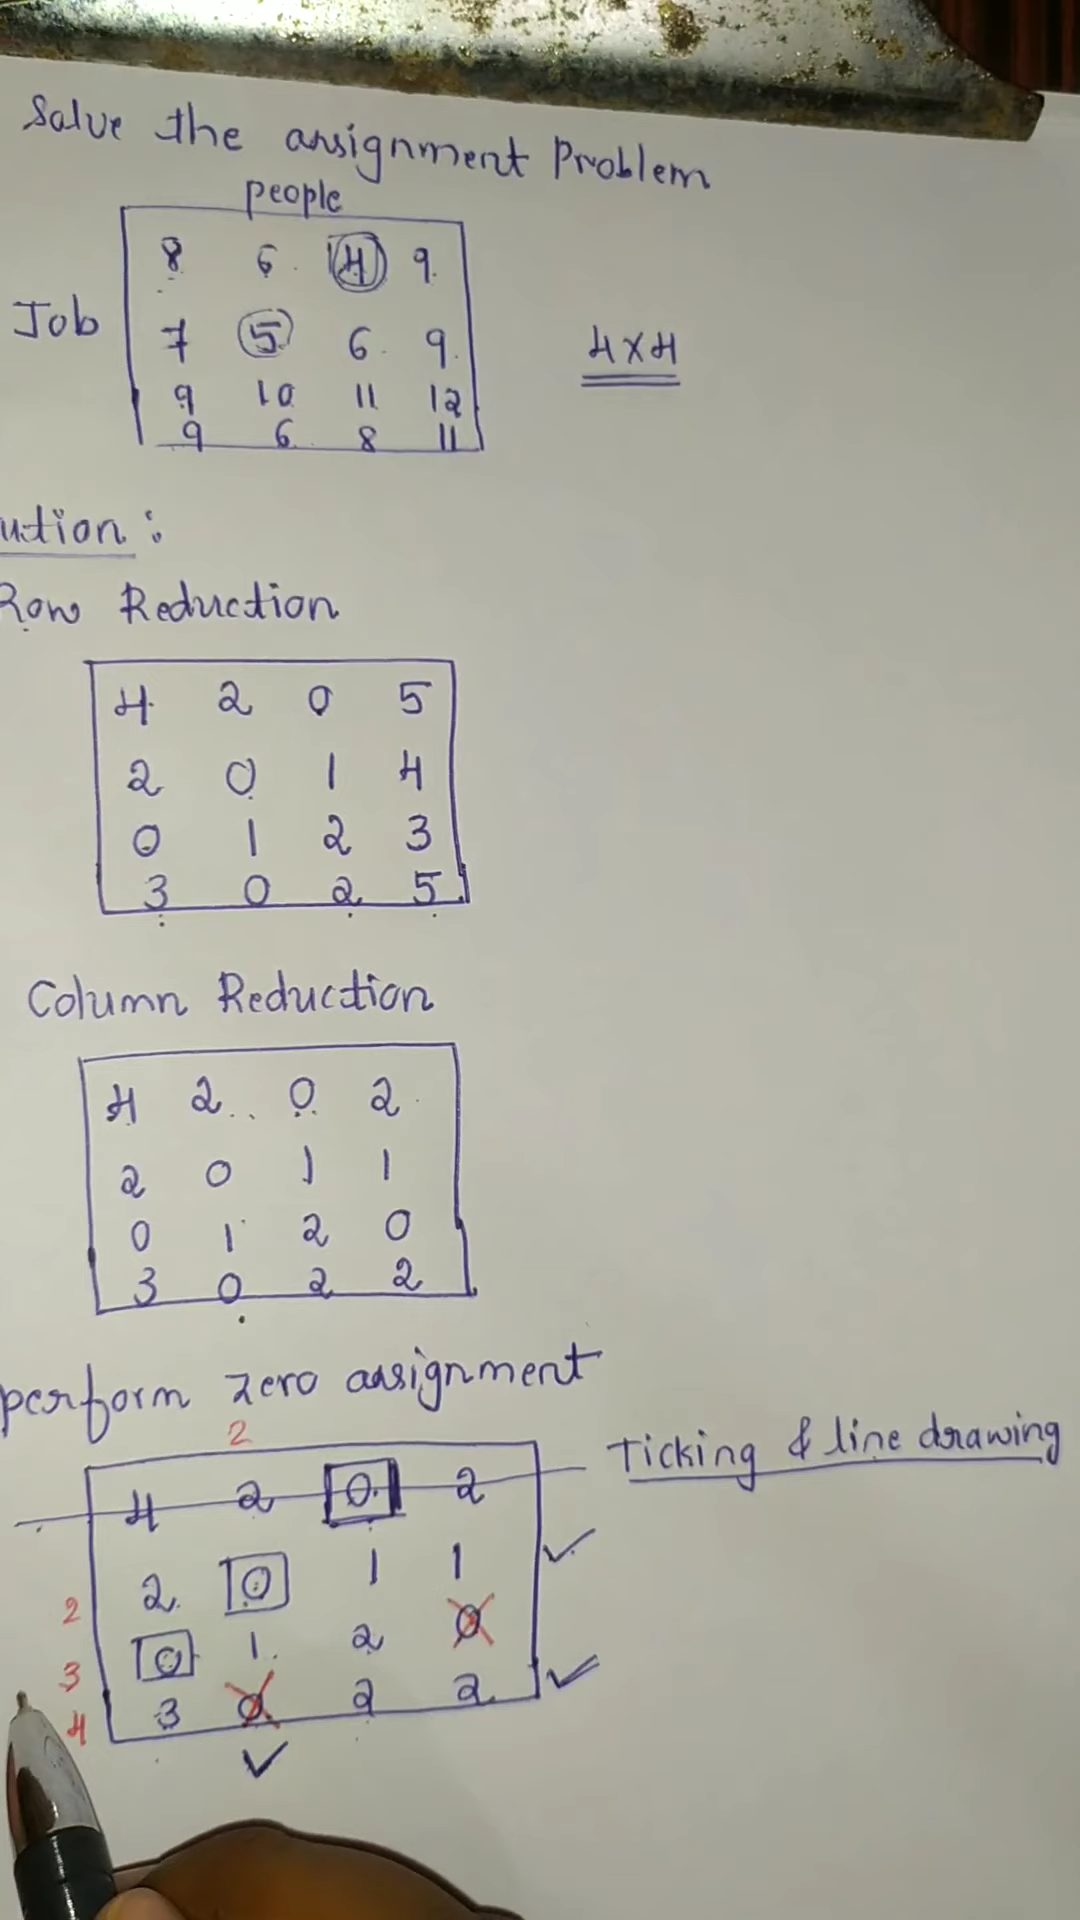 Solve the assignment Problem
people
8 6 4 9
Job
7 5 6 9
4x4
9 10 11 12
9 6 8 11
ution:
Row Reduction
4 2 0 5
2 0 1 4
0 1 2 3
3 0 2 5
Column Reduction
4 2 0 2
2 0 1 1
0 1 2 0
3 0 2 2
perform zero assignment
2
Ticking & line drawing
4 2 0 2
2 2 0 1 1
3 0 1 2 0
4 3 0 2 2